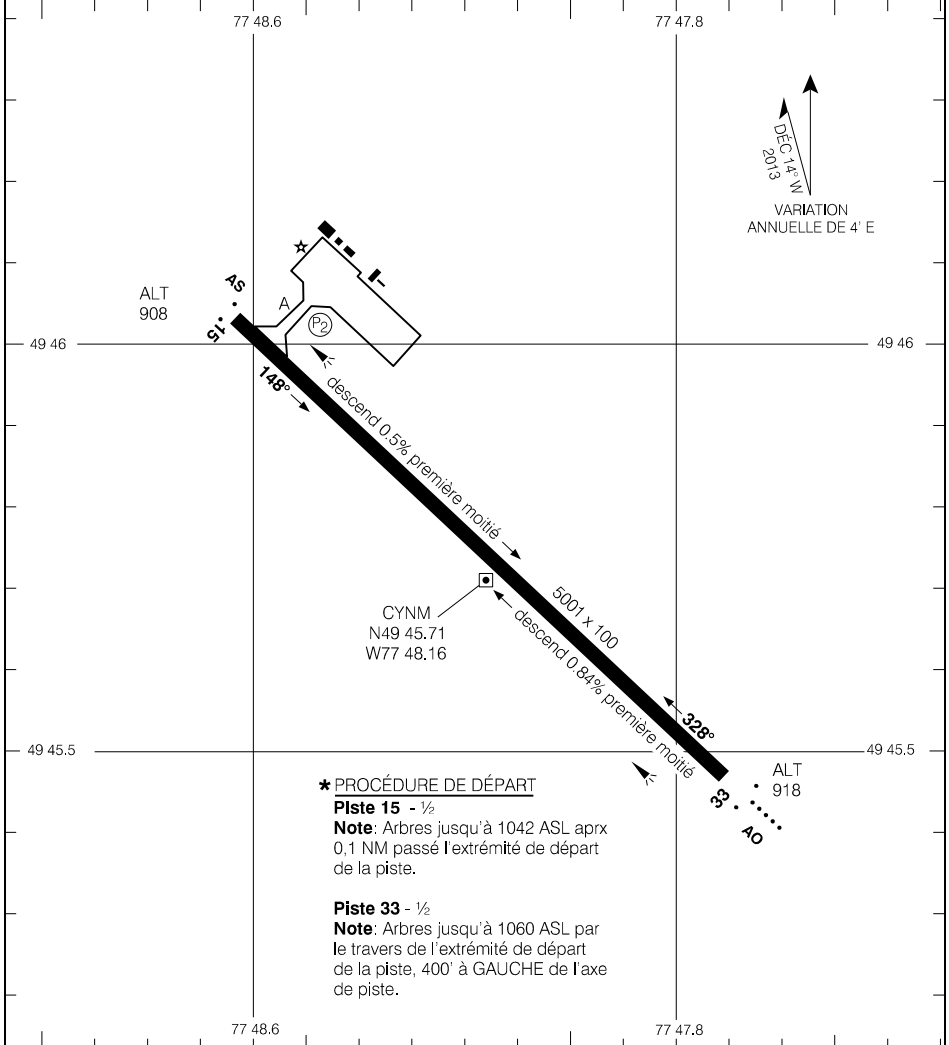 77 48.6
77 47.8
DÉC 14° W
2013
VARIATION
ANNUELLE DE 4' E
ALT
908
AS
15
A
P2
49 46
49 46
148°
descend 0.5% première moitié
CYNM
N49 45.71
W77 48.16
5001 x 100
descend 0.84% première moitié
328°
49 45.5
49 45.5
ALT
918
33
AO
* PROCÉDURE DE DÉPART
Piste 15 - ½
Note: Arbres jusqu'à 1042 ASL aprx
0,1 NM passé l'extrémité de départ
de la piste.
Piste 33 - ½
Note: Arbres jusqu'à 1060 ASL par
le travers de l'extrémité de départ
de la piste, 400' à GAUCHE de l'axe
de piste.
77 48.6
77 47.8